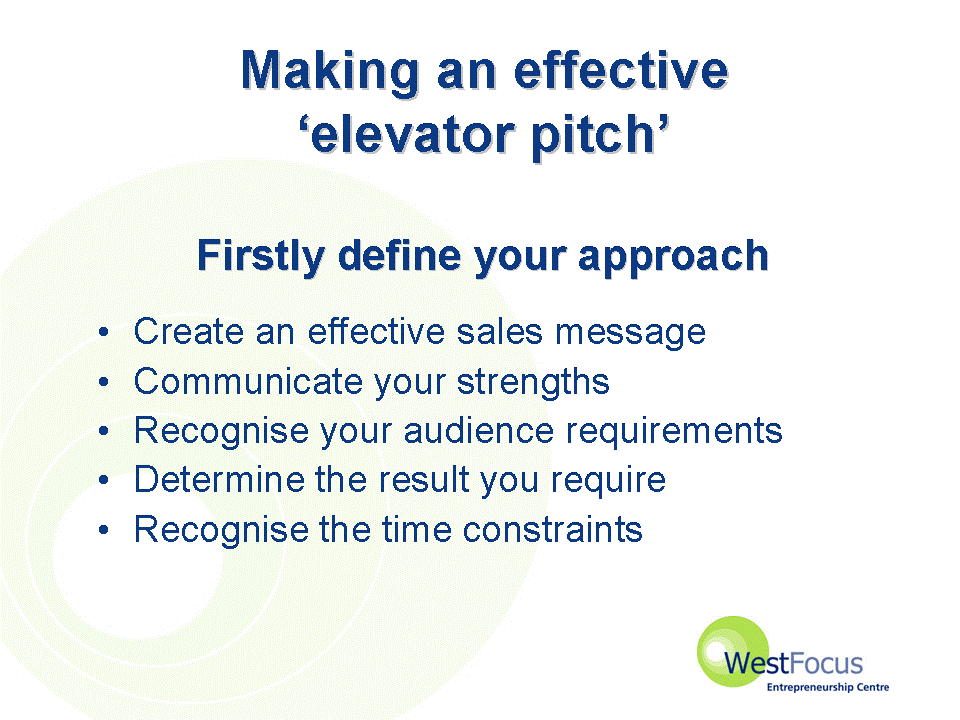 Making an effective
‘elevator pitch’
Firstly define your approach
• Create an effective sales message
• Communicate your strengths
• Recognise your audience requirements
• Determine the result you require
• Recognise the time constraints
WestFocus
Entrepreneurship Centre